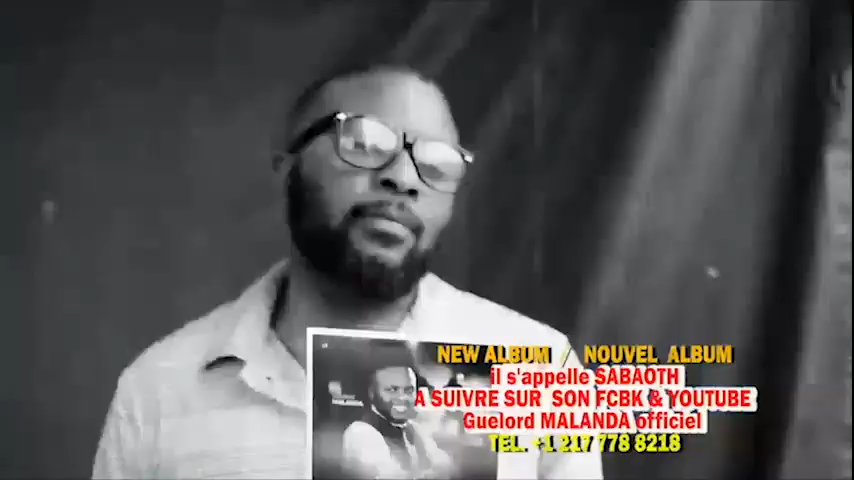 NEW ALBUM / NOUVEL ALBUM
il s'appelle SABAOTH
A SUIVRE SUR SON FCBK & YOUTUBE
Guelord MALANDA officiel
TEL. +1 217 778 8218
MALANDA